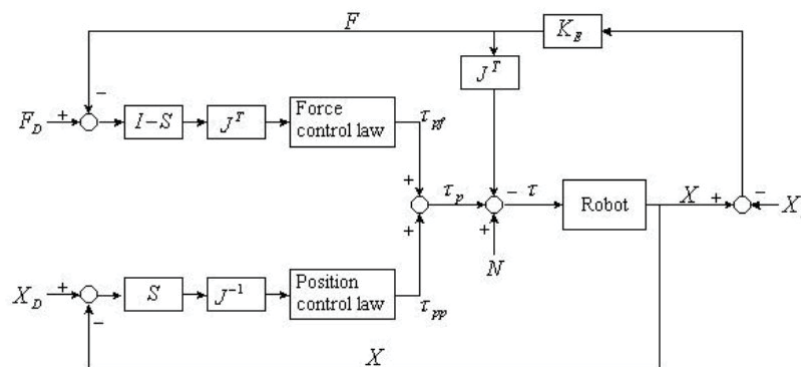 F
K_E
J^T
F_D + −
I−S
J^T
Force control law
τ_pf
+
+
τ_p
− τ
+
N
Robot
X + −
X
X_D + −
S
J^{-1}
Position control law
τ_pp
X